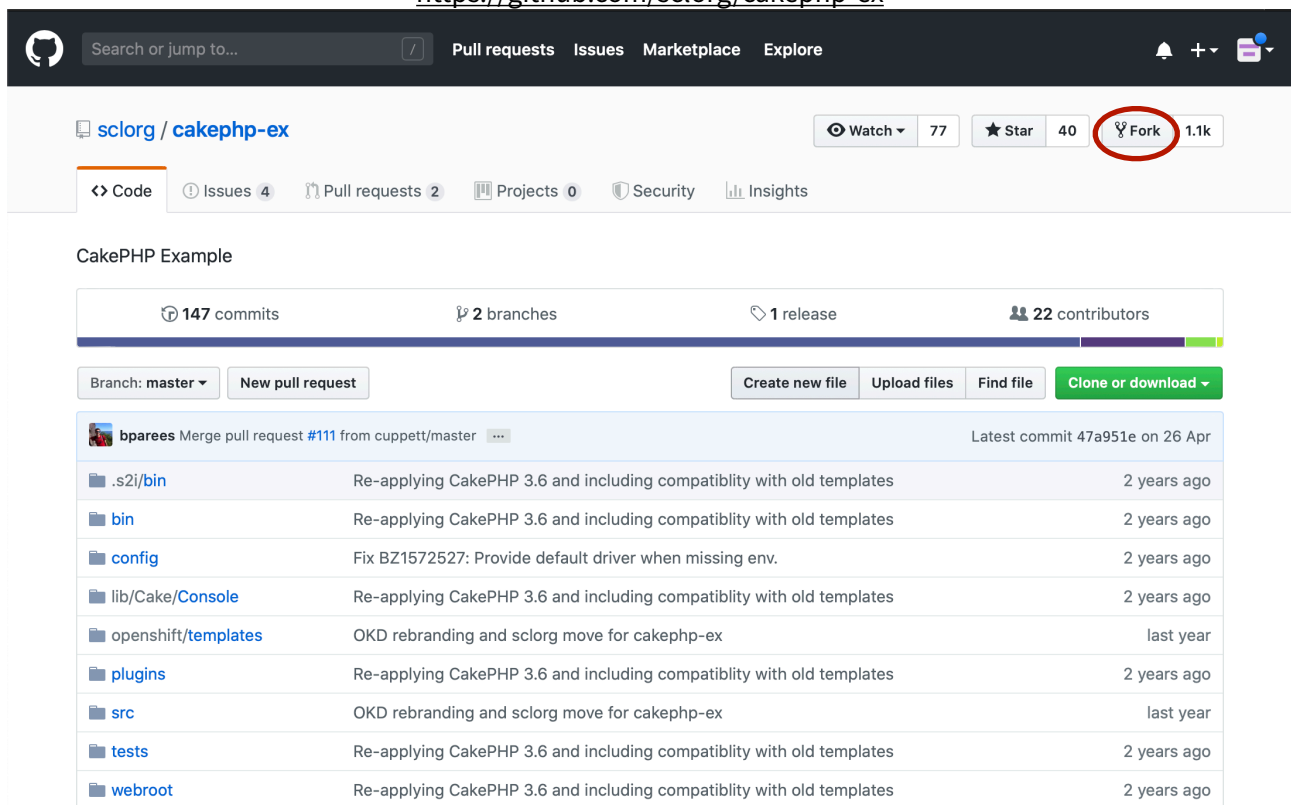 https://github.com/sclorg/cakephp-ex
Search or jump to... / Pull requests Issues Marketplace Explore
sclorg / cakephp-ex Watch 77 Star 40 Fork 1.1k
<> Code Issues 4 Pull requests 2 Projects 0 Security Insights
CakePHP Example
147 commits 2 branches 1 release 22 contributors
Branch: master New pull request Create new file Upload files Find file Clone or download
bparees Merge pull request #111 from cuppett/master ... Latest commit 47a951e on 26 Apr
.s2i/bin Re-applying CakePHP 3.6 and including compatiblity with old templates 2 years ago
bin Re-applying CakePHP 3.6 and including compatiblity with old templates 2 years ago
config Fix BZ1572527: Provide default driver when missing env. 2 years ago
lib/Cake/Console Re-applying CakePHP 3.6 and including compatiblity with old templates 2 years ago
openshift/templates OKD rebranding and sclorg move for cakephp-ex last year
plugins Re-applying CakePHP 3.6 and including compatiblity with old templates 2 years ago
src OKD rebranding and sclorg move for cakephp-ex last year
tests Re-applying CakePHP 3.6 and including compatiblity with old templates 2 years ago
webroot Re-applying CakePHP 3.6 and including compatiblity with old templates 2 years ago